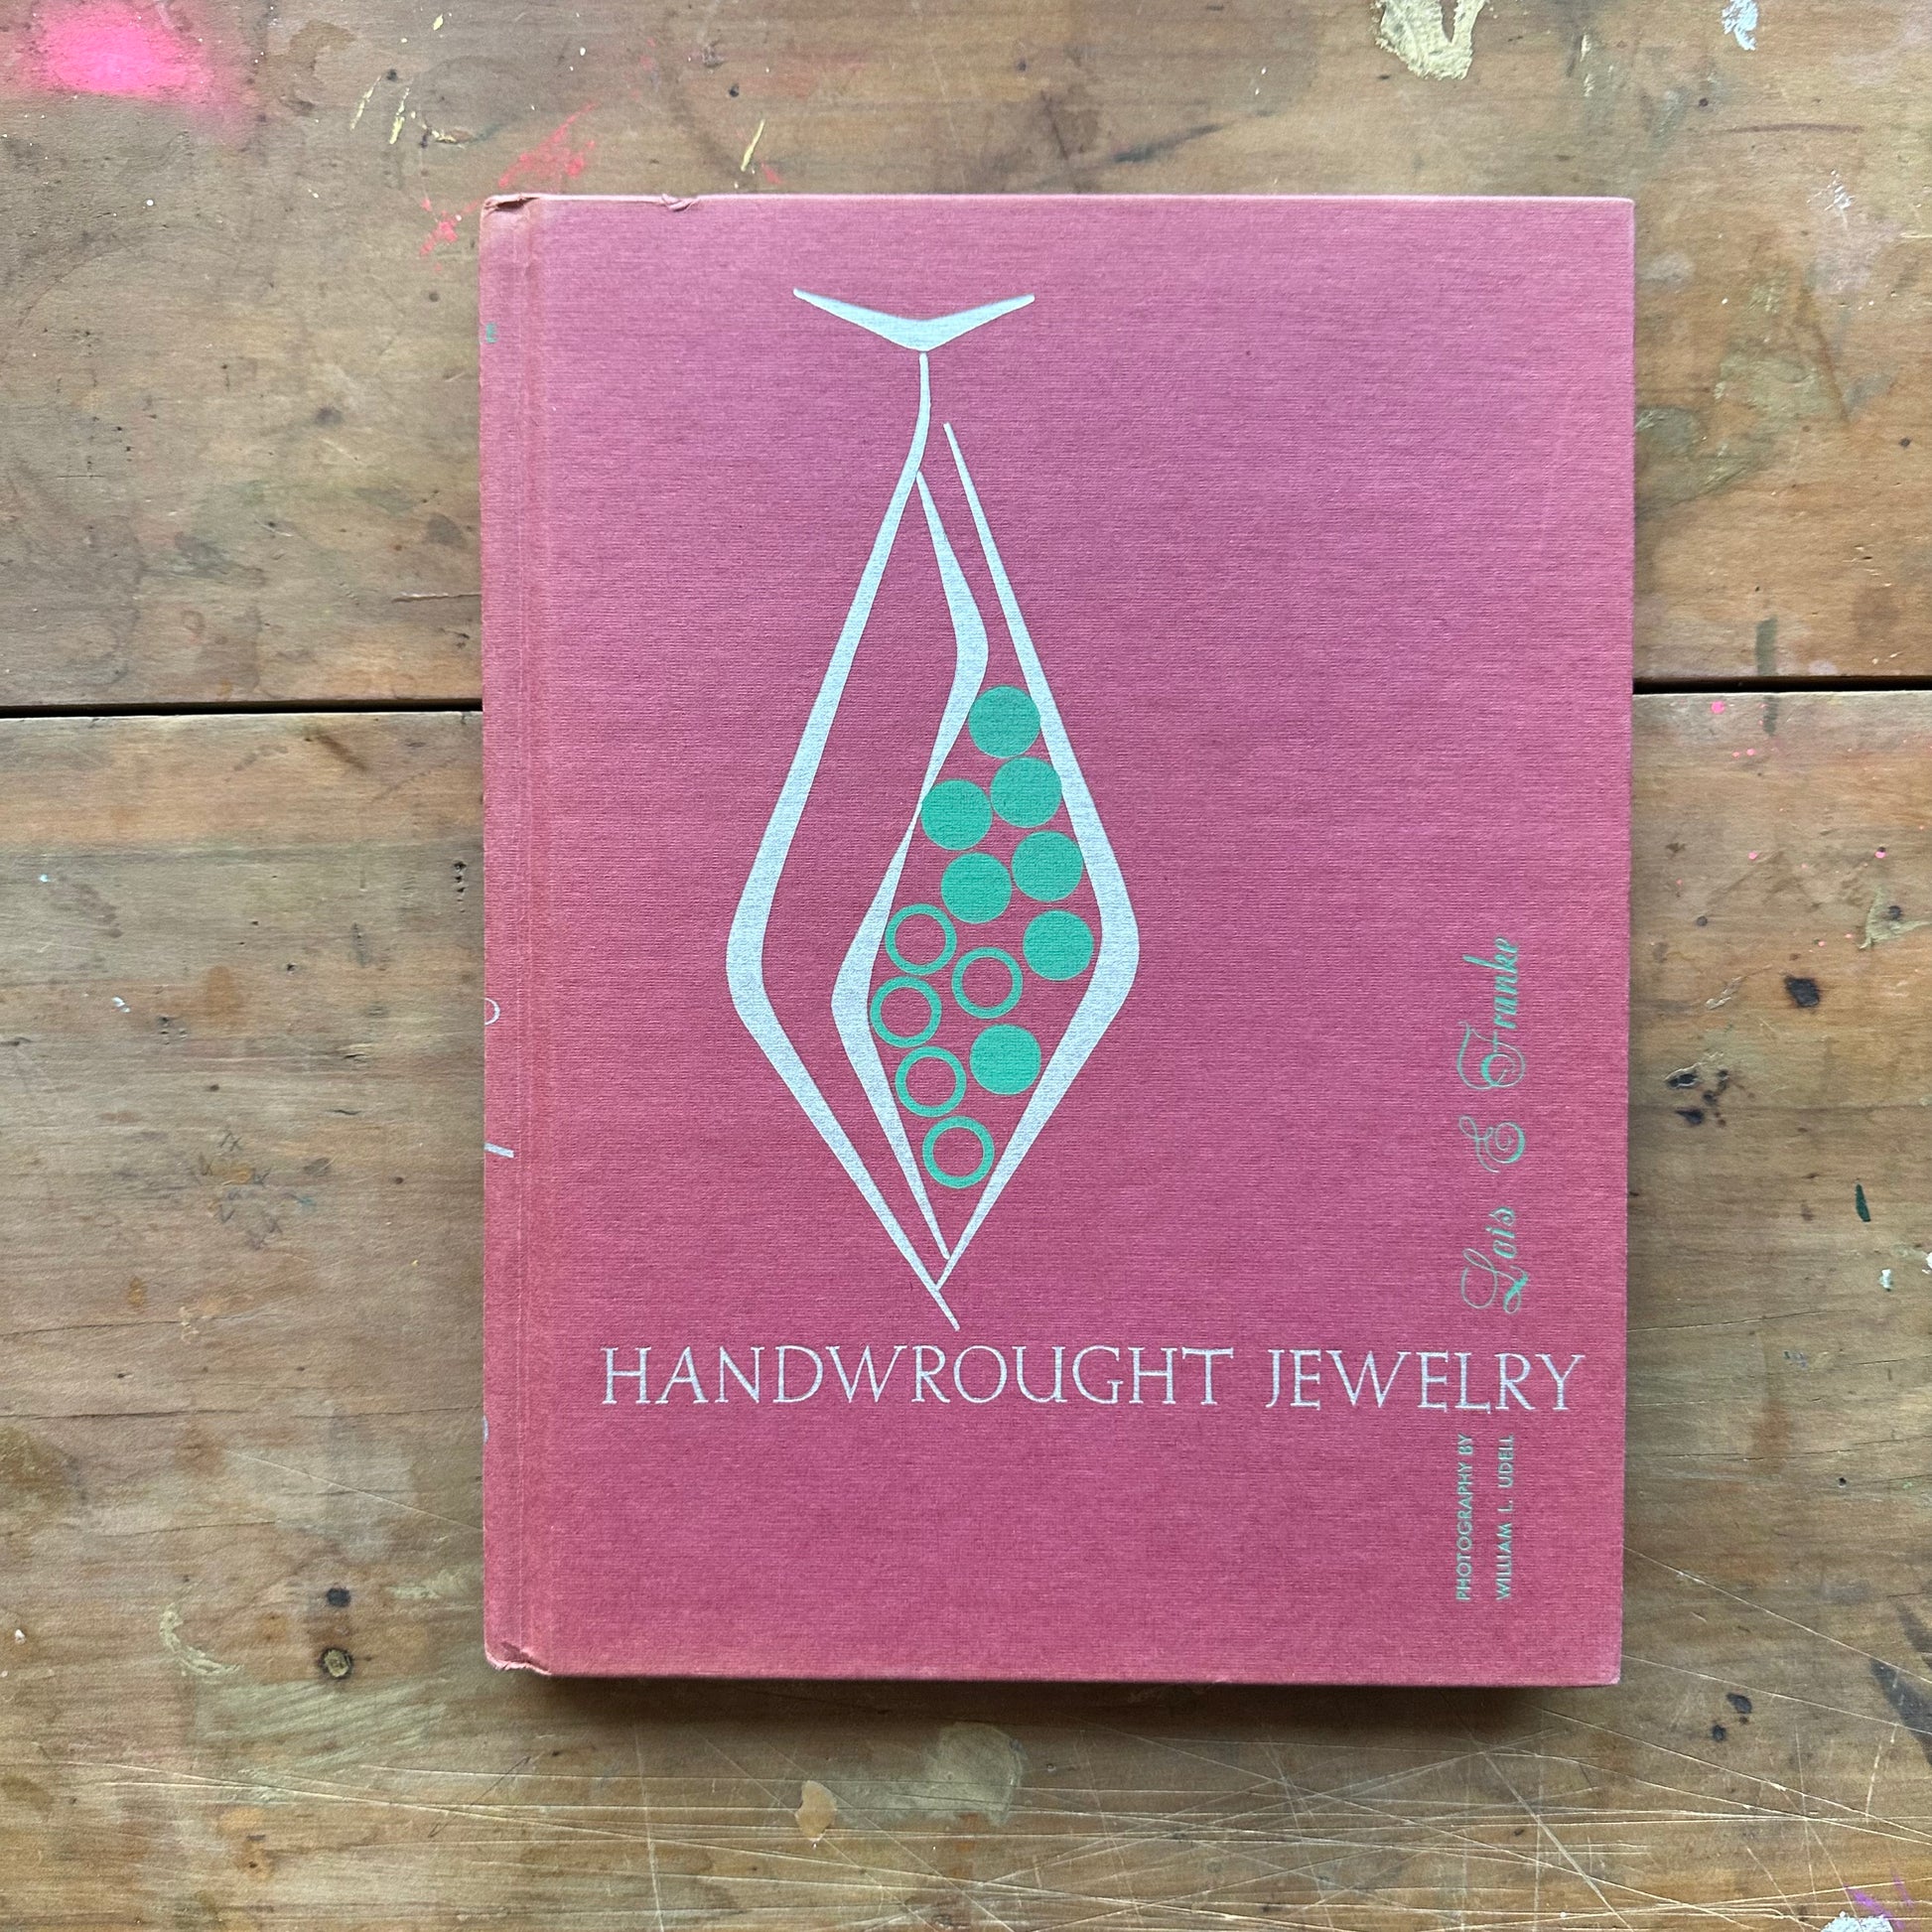 Lois E Franke
HANDWROUGHT JEWELRY
PHOTOGRAPHY BY
WILLIAM L. UDELL